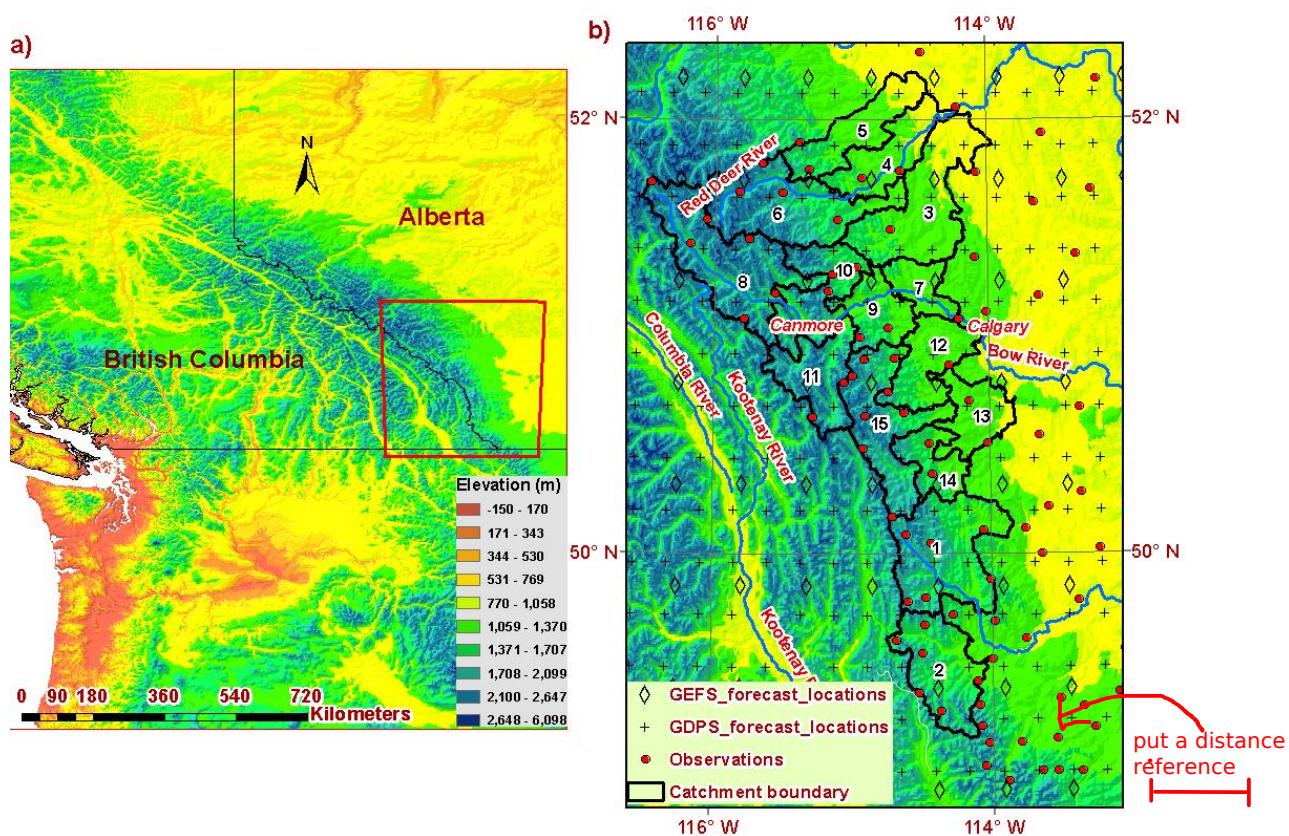 a)
N
Alberta
British Columbia
Elevation (m)
-150 - 170
171 - 343
344 - 530
531 - 769
770 - 1,058
1,059 - 1,370
1,371 - 1,707
1,708 - 2,099
2,100 - 2,647
2,648 - 6,098
0 90 180 360 540 720
Kilometers
b)
116° W 114° W
52° N 52° N
5
4
Red Deer River
6
3
10
8
7
9
Canmore
Calgary
12
Bow River
Columbia River
Kootenay River
11
13
15
14
50° N 50° N
1
Kootenay
2
GEFS_forecast_locations
GDPS_forecast_locations
Observations
Catchment boundary
116° W 114° W
put a distance
reference